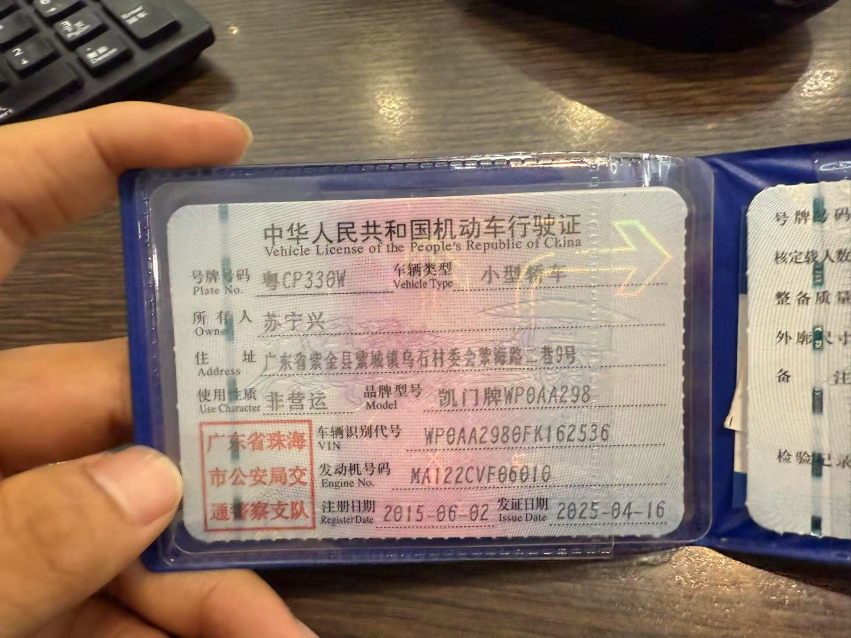 中华人民共和国机动车行驶证
Vehicle License of the People's Republic of China
号牌号码 粤CP330W 车辆类型 小型轿车
Plate No. Vehicle Type
所有人 苏宁兴
Owner
住址 广东省紫金县紫城镇乌石村委会紫海路二巷9号
Address
使用性质 非营运 品牌型号 凯门牌WP0AA298
Use Character Model
广东省珠海
市公安局交
通警察支队
车辆识别代号 WP0AA2980FK162536
VIN
发动机号码 MA122CVF06010
Engine No.
注册日期 2015-06-02 发证日期 2025-04-16
Register Date Issue Date
号牌号码
核定载人数
整备质量
外廓尺寸
备注
检验记录